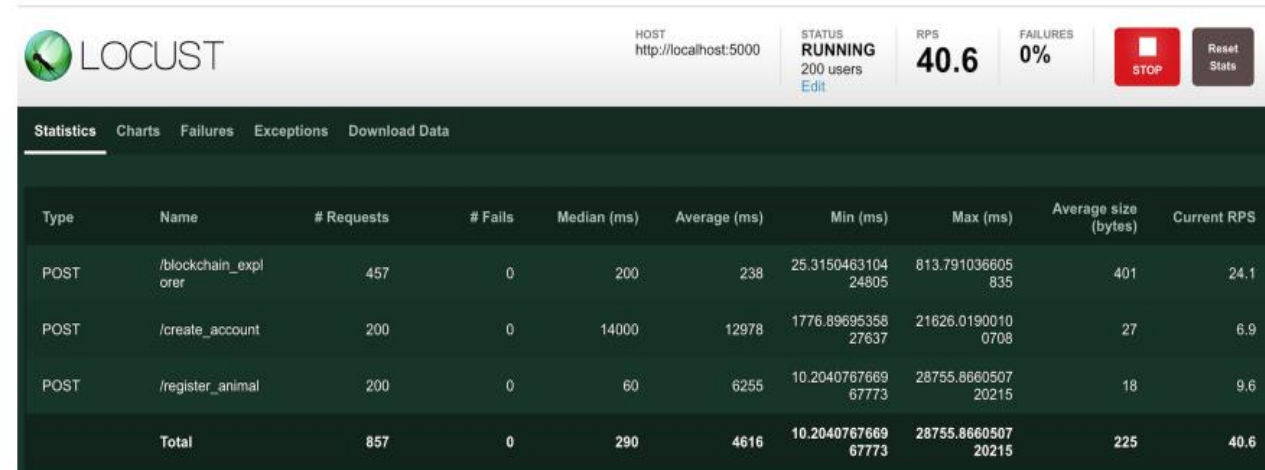 LOCUST
HOST
http://localhost:5000
STATUS
RUNNING
200 users
Edit
RPS
40.6
FAILURES
0%
STOP
Reset
Stats
Statistics Charts Failures Exceptions Download Data
Type Name # Requests # Fails Median (ms) Average (ms) Min (ms) Max (ms) Average size (bytes) Current RPS
POST /blockchain_expl 457 0 200 238 25.3150463104 813.791036605 401 24.1
orer 24805 835
POST /create_account 200 0 14000 12978 1776.89695358 21626.0190010 27 6.9
27637 0708
POST /register_animal 200 0 60 6255 10.2040767669 28755.8660507 18 9.6
67773 20215
Total 857 0 290 4616 10.2040767669 28755.8660507 225 40.6
67773 20215